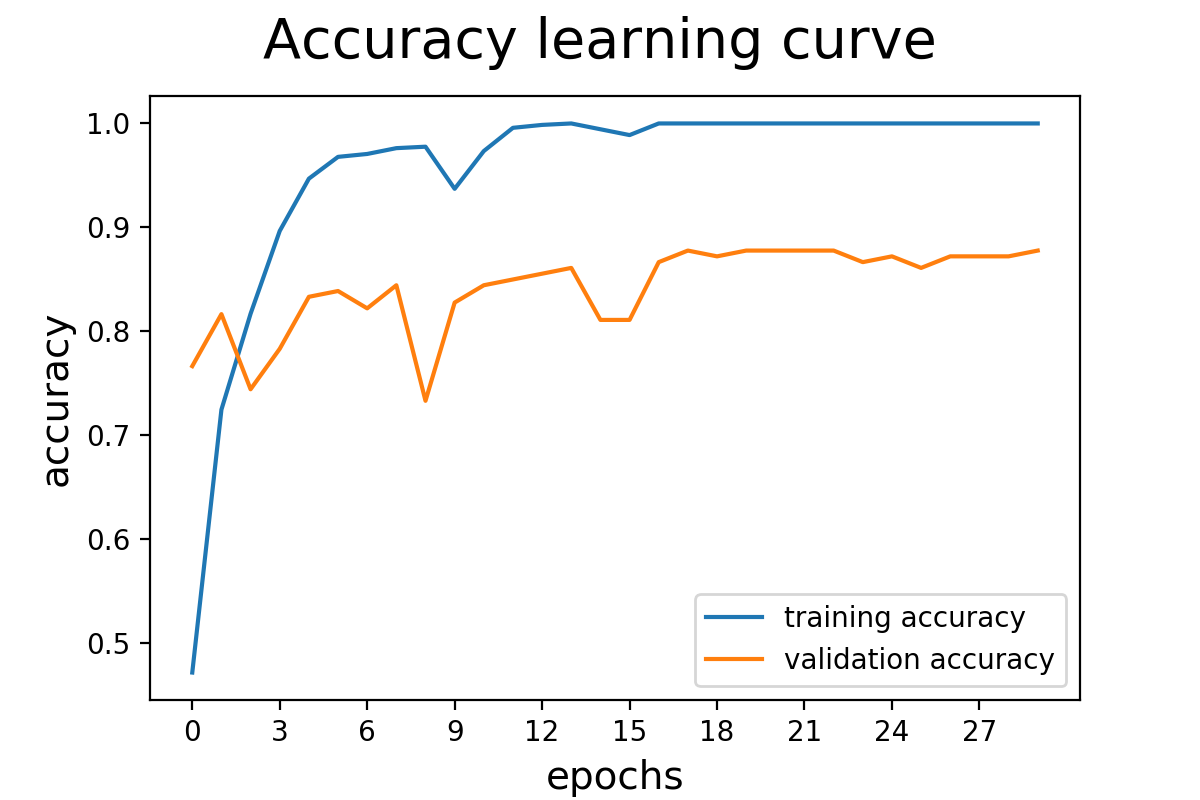 Accuracy learning curve
accuracy
1.0
0.9
0.8
0.7
0.6
0.5
training accuracy
validation accuracy
0 3 6 9 12 15 18 21 24 27
epochs